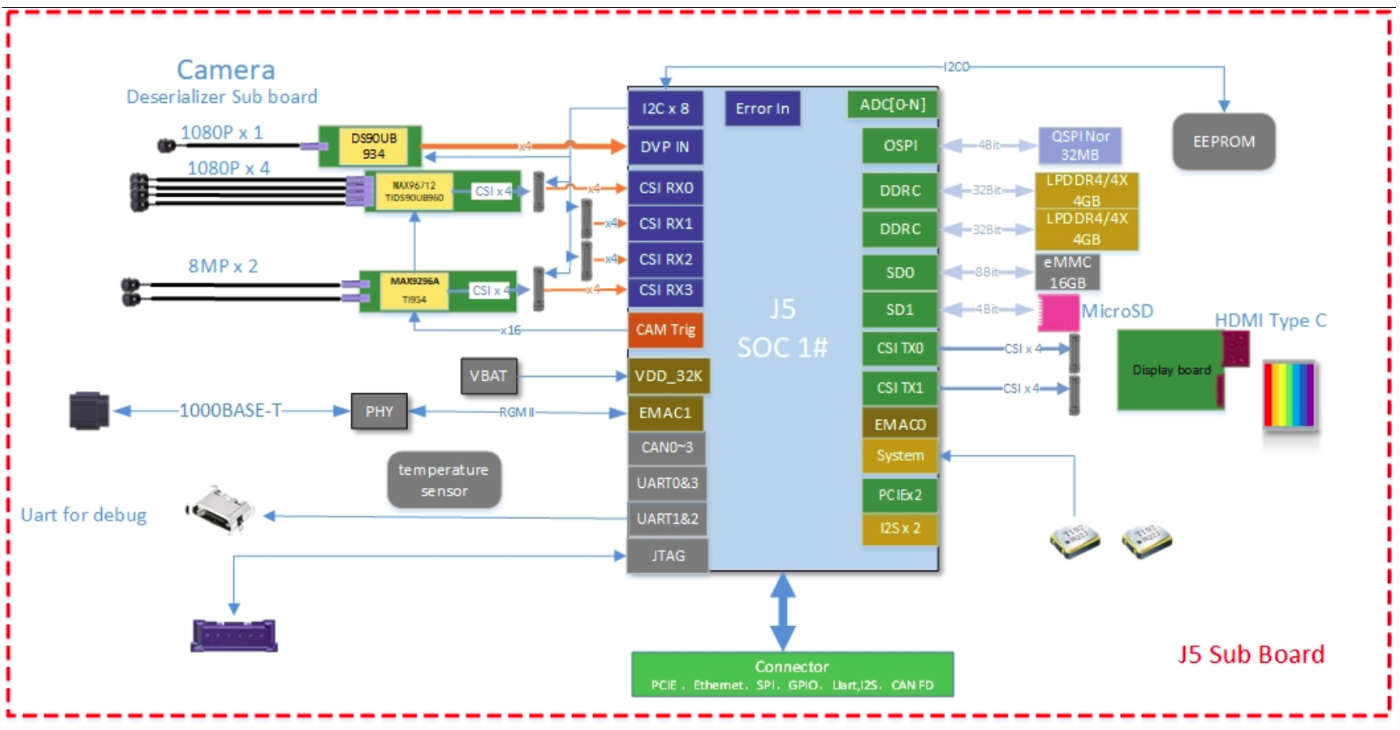 I2C0
Camera
Deserializer Sub board
1080P x 1
DS90UB
934
x4
1080P x 4
MAX96712
TIDS90UB960
CSI x 4
x4
x4
x4
8MP x 2
MAX9296A
TI954
CSI x 4
x4
x16
VBAT
1000BASE-T
PHY
RGMII
temperature
sensor
Uart for debug
I2C x 8
DVP IN
CSI RX0
CSI RX1
CSI RX2
CSI RX3
CAM Trig
VDD_32K
EMAC1
CAN0~3
UART0&3
UART1&2
JTAG
Error In
J5
SOC 1#
ADC[0-N]
OSPI
DDRC
DDRC
SD0
SD1
CSI TX0
CSI TX1
EMAC0
System
PCIEx2
I2S x 2
4Bit
QSPI Nor
32MB
32Bit
LPDDR4/4X
4GB
32Bit
LPDDR4/4X
4GB
8Bit
eMMC
16GB
4Bit
MicroSD
CSI x 4
CSI x 4
EEPROM
HDMI Type C
Display board
Connector
PCIE 、Ethernet、SPI、GPIO、Uart,I2S、CAN FD
J5 Sub Board